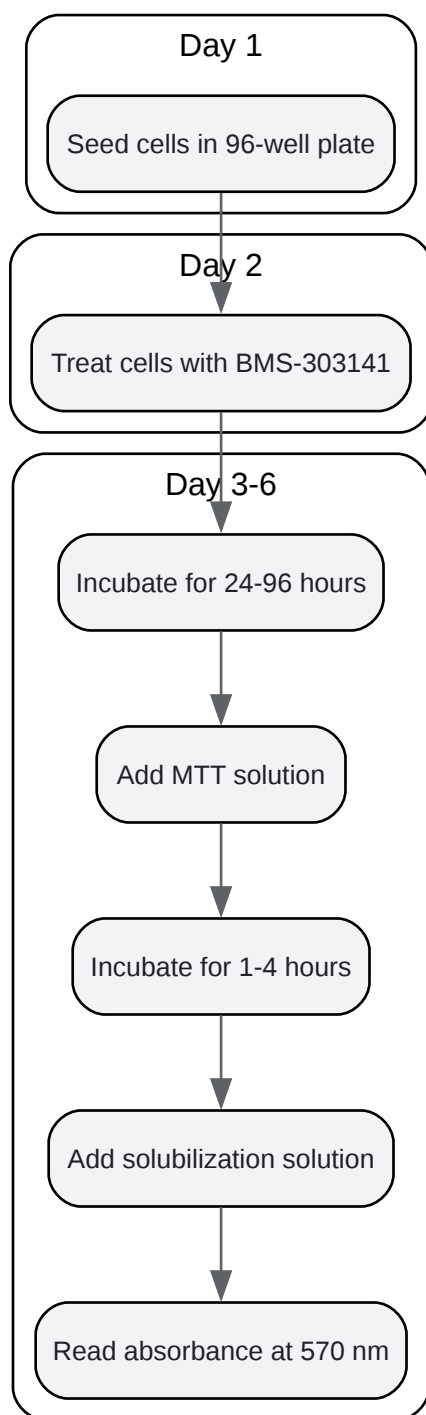 Day 1
Seed cells in 96-well plate
Day 2
Treat cells with BMS-303141
Day 3-6
Incubate for 24-96 hours
Add MTT solution
Incubate for 1-4 hours
Add solubilization solution
Read absorbance at 570 nm